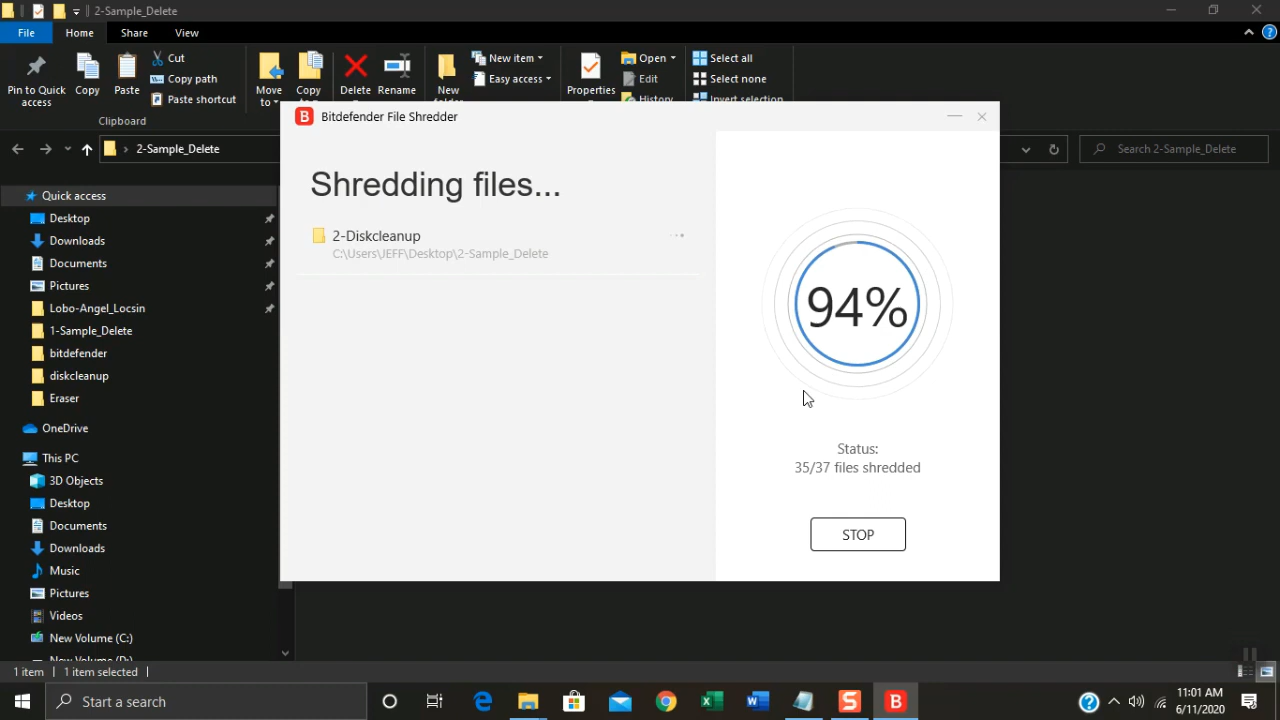 2-Sample_Delete
File
Home
Share
View
Pin to Quick access
Copy
Paste
Cut
Copy path
Paste shortcut
Clipboard
Move to
Copy
Delete
Rename
New
New item
Easy access
Properties
Open
Edit
History
Select all
Select none
Invert selection
2-Sample_Delete
Search 2-Sample_Delete
Quick access
Desktop
Downloads
Documents
Pictures
Lobo-Angel_Locsin
1-Sample_Delete
bitdefender
diskcleanup
Eraser
OneDrive
This PC
3D Objects
Desktop
Documents
Downloads
Music
Pictures
Videos
New Volume (C:)
New Volume (D:)
B Bitdefender File Shredder
Shredding files...
2-Diskcleanup
C:\Users\JEFF\Desktop\2-Sample_Delete
94%
Status:
35/37 files shredded
STOP
1 item
1 item selected
Start a search
11:01 AM
6/11/2020